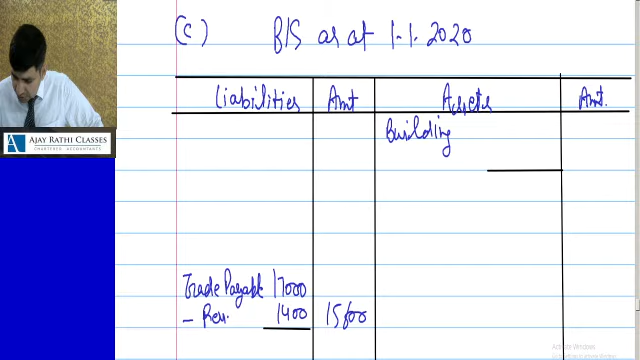 (C) B/S as at 1.1.2020
Liabilities Amt Assets Amt.
Building
AJAY RATHI CLASSES
CHARTERED ACCOUNTANTS
Trade Payable 17000
- Res. 1400 15600
Activate Windows